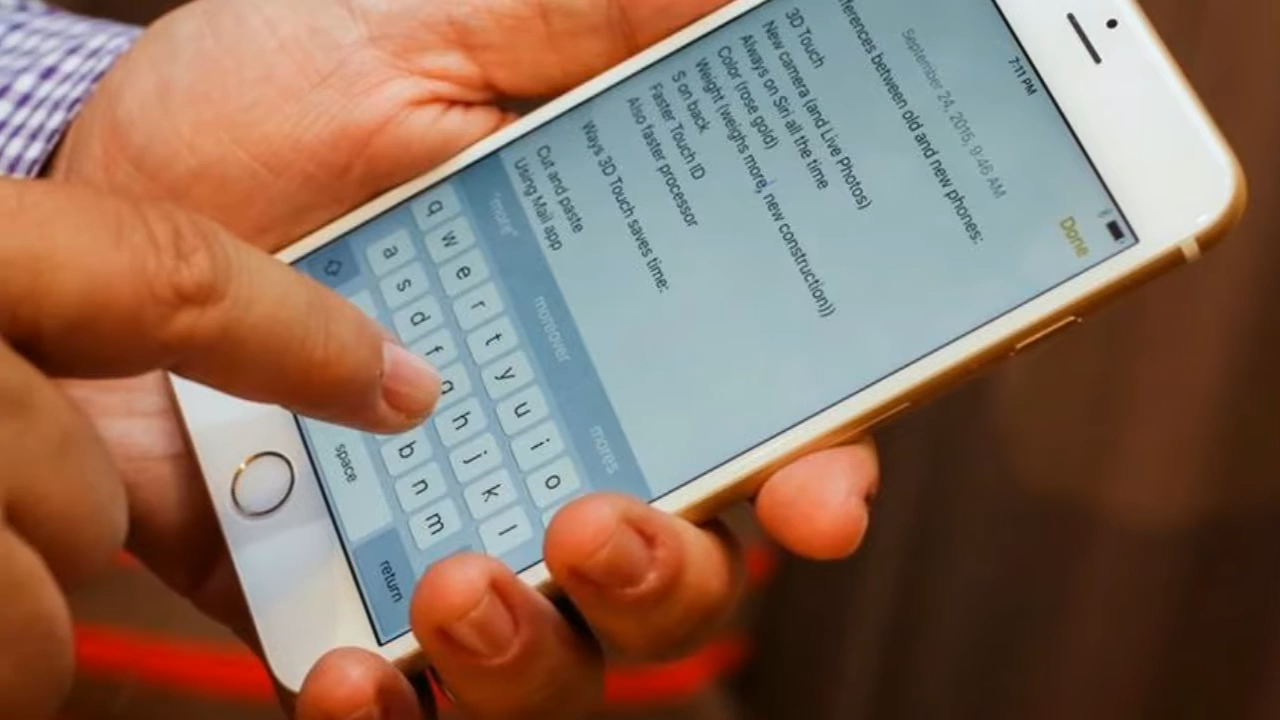 7:11 PM
Done
September 24, 2015, 9:46 AM
between old and new phones:
3D Touch
New camera (and Live Photos)
Always on Siri all the time
Color (rose gold)
Weight (weighs more, new construction))
S on back
Faster Touch ID
Also faster processor
Ways 3D Touch saves time:
Cut and paste
Using Mail app
"more" moreover mores
q w e r t y u i o
a s d f g h j k l
b n m
space return